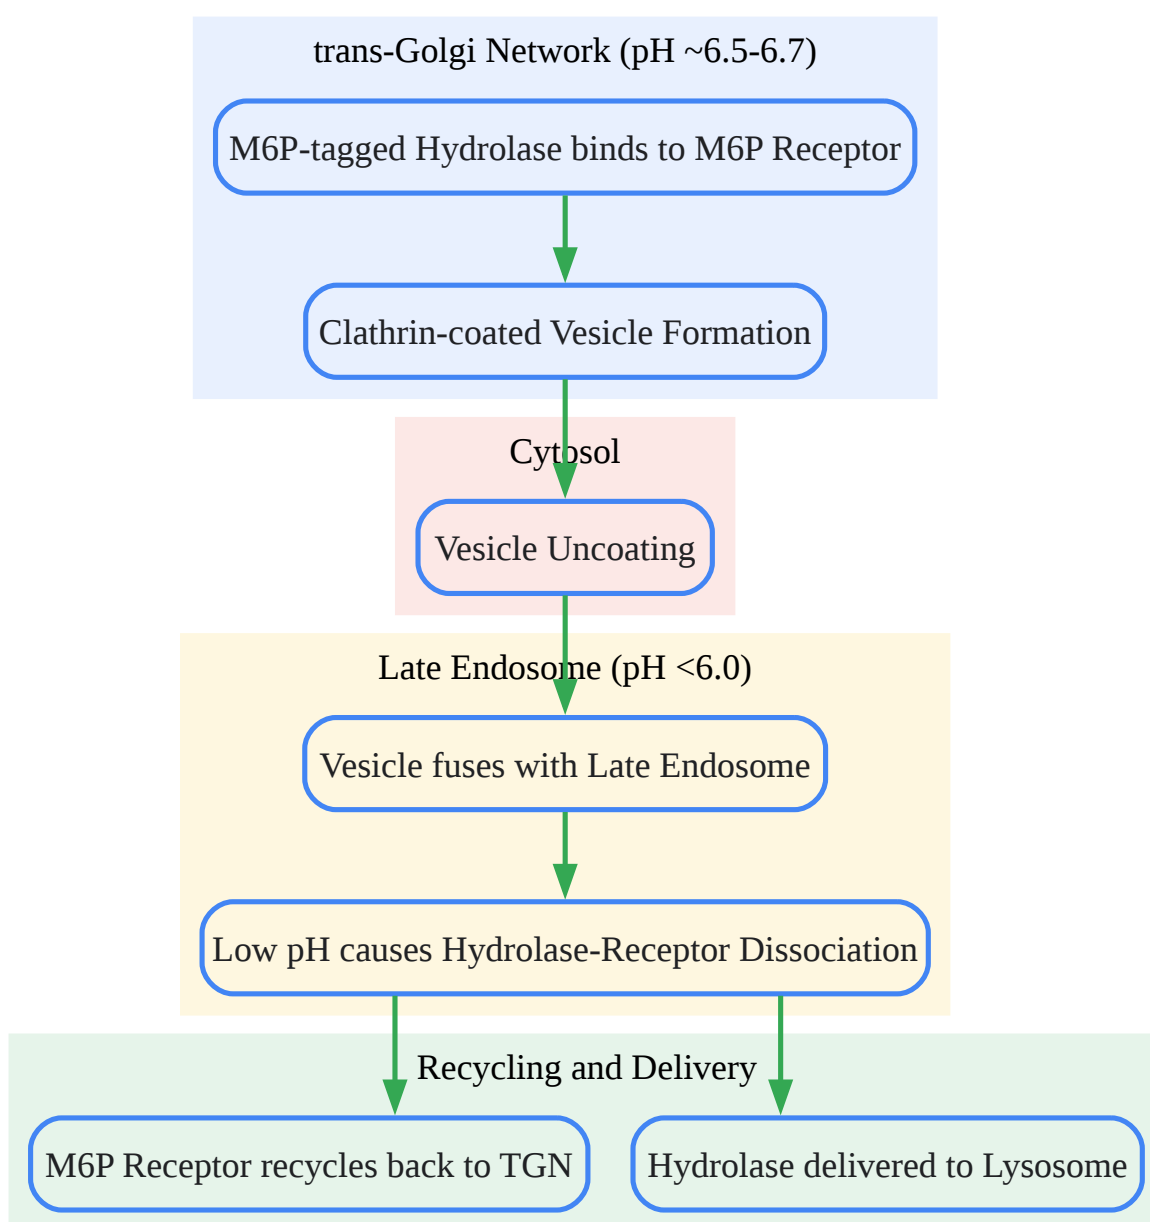 trans-Golgi Network (pH ~6.5-6.7)
M6P-tagged Hydrolase binds to M6P Receptor
Clathrin-coated Vesicle Formation
Cytosol
Vesicle Uncoating
Late Endosome (pH <6.0)
Vesicle fuses with Late Endosome
Low pH causes Hydrolase-Receptor Dissociation
Recycling and Delivery
M6P Receptor recycles back to TGN
Hydrolase delivered to Lysosome